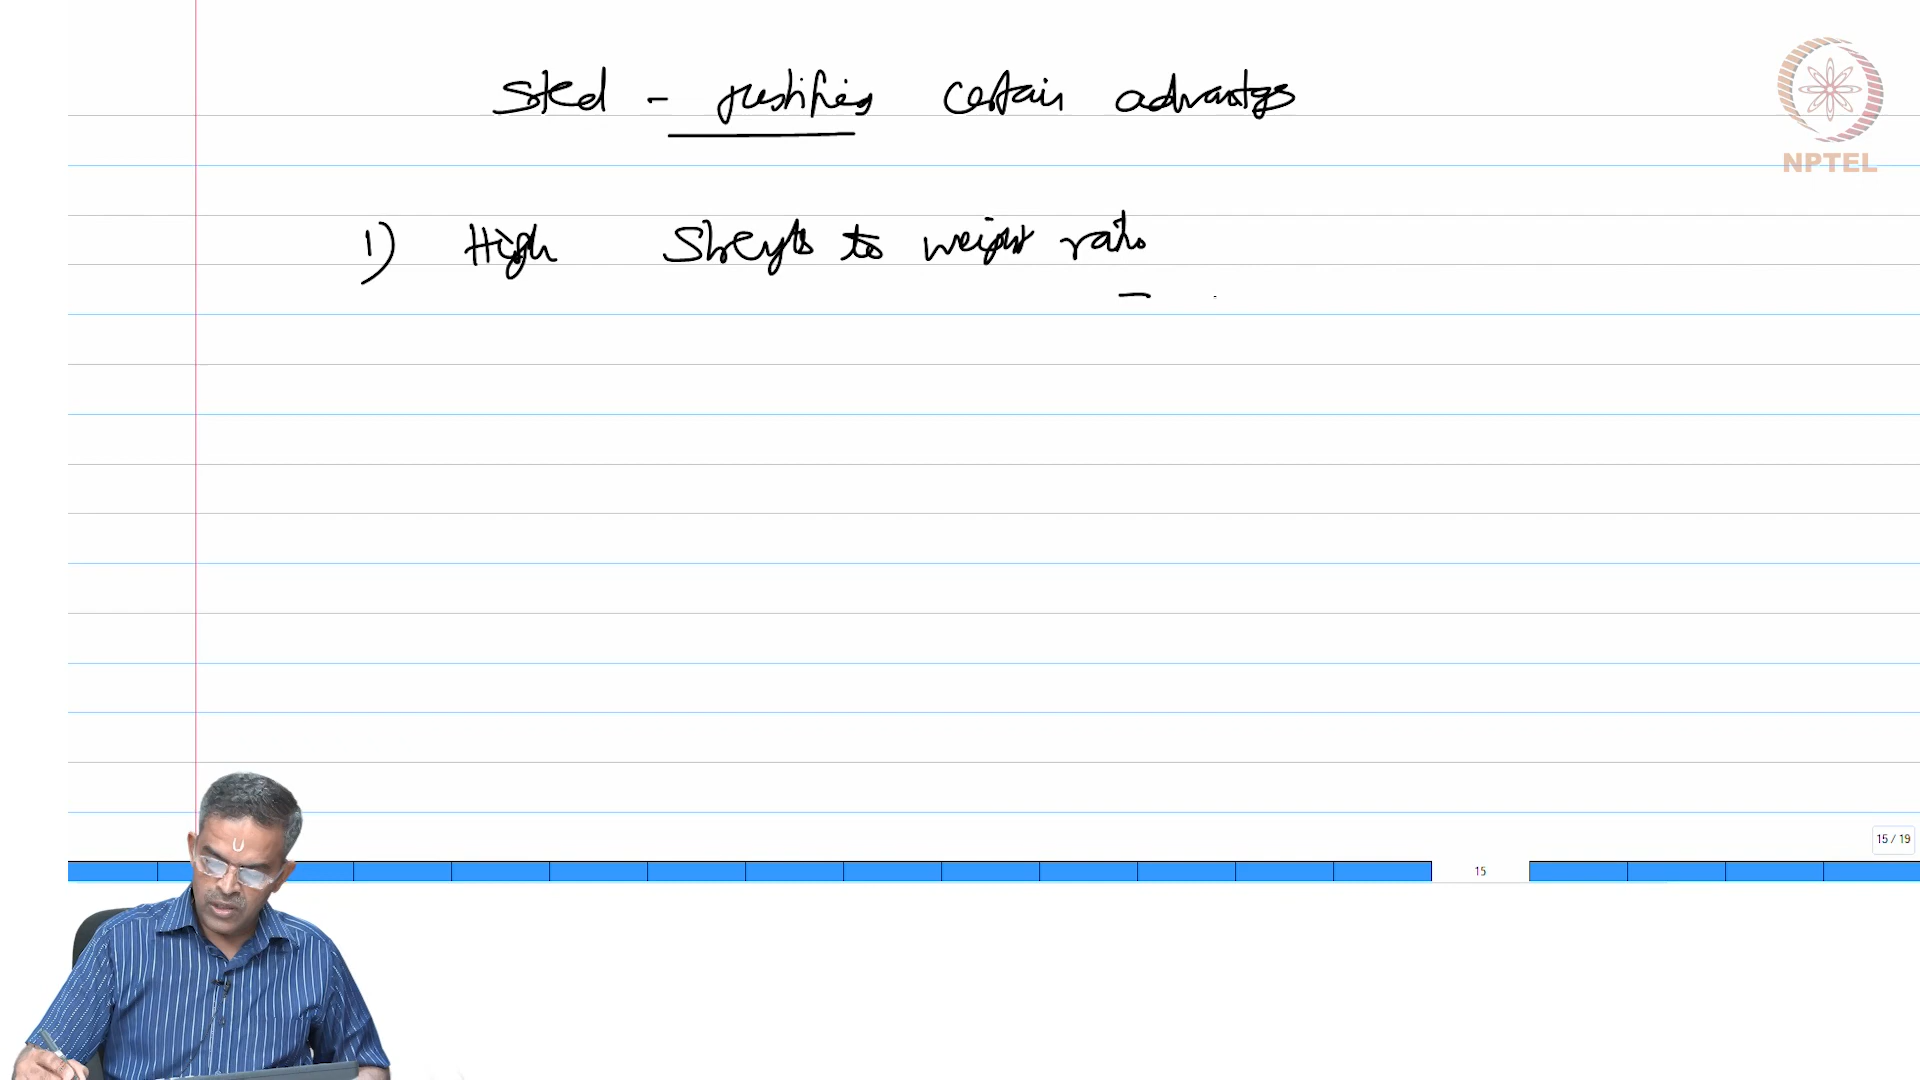 Steel - justifies certain advantages
NPTEL
1) High Strength to weight ratio
-
15 / 19
15